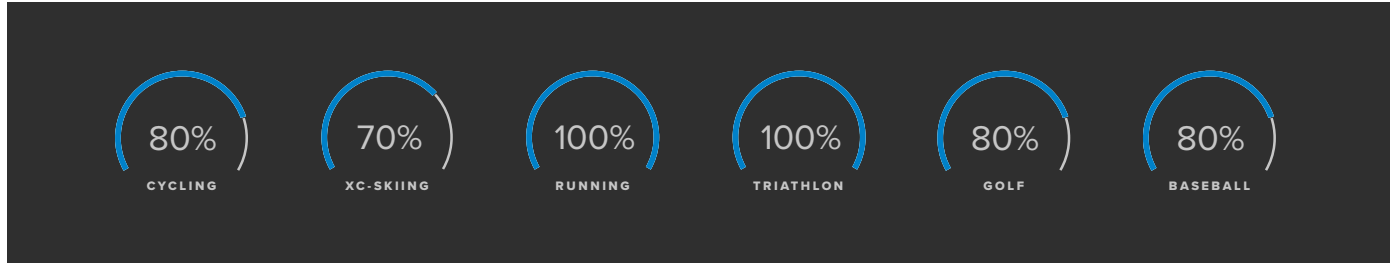 80%
CYCLING
70%
XC-SKIING
100%
RUNNING
100%
TRIATHLON
80%
GOLF
80%
BASEBALL